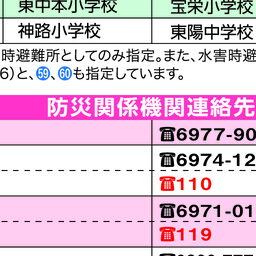 東中本小学校 宝栄小学校
神路小学校 東陽中学校
時避難所としてのみ指定。また、水害時避
6)と、59、60も指定しています。
防災関係機関連絡先
☎6977-90
☎6974-12
☎110
☎6971-01
☎119